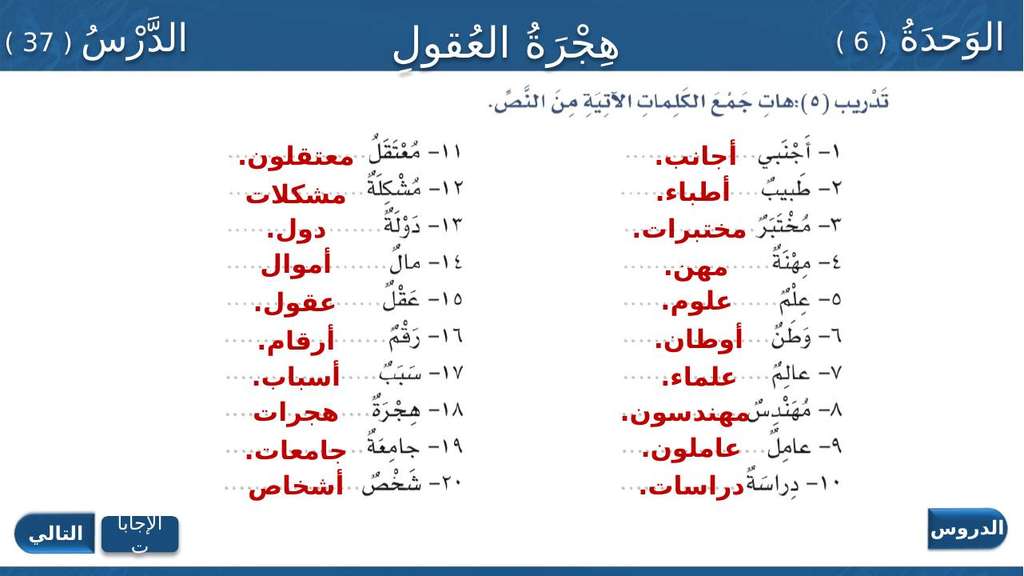 الوَحدَةُ ( 6 )
هِجْرَةُ العُقولِ
الدَّرْسُ ( 37 )
تَدْريب (٥): هاتِ جَمْعَ الكَلِماتِ الآتِيَةِ مِنَ النَّصِّ.
١- أَجْنَبي أجانب.
٢- طَبيبٌ أطباء.
٣- مُخْتَبَرٌ مختبرات.
٤- مِهْنَةٌ مهن.
٥- عِلْمٌ علوم.
٦- وَطَنٌ أوطان.
٧- عالِمٌ علماء.
٨- مُهَنْدِسٌ مهندسون.
٩- عامِلٌ عاملون.
١٠- دِراسَةٌ دراسات.
١١- مُعْتَقَلٌ معتقلون.
١٢- مُشْكِلَةٌ مشكلات
١٣- دَوْلَةٌ دول.
١٤- مالٌ أموال
١٥- عَقْلٌ عقول.
١٦- رَقْمٌ أرقام.
١٧- سَبَبٌ أسباب.
١٨- هِجْرَةٌ هجرات
١٩- جامِعَةٌ جامعات.
٢٠- شَخْصٌ أشخاص
الدروس
الإجابا
ت
التالي